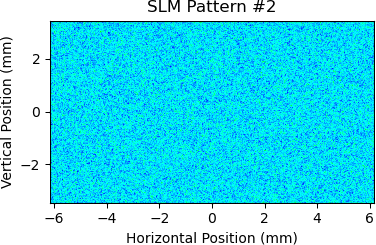 SLM Pattern #2
Vertical Position (mm)
2
0
−2
−6 −4 −2 0 2 4 6
Horizontal Position (mm)